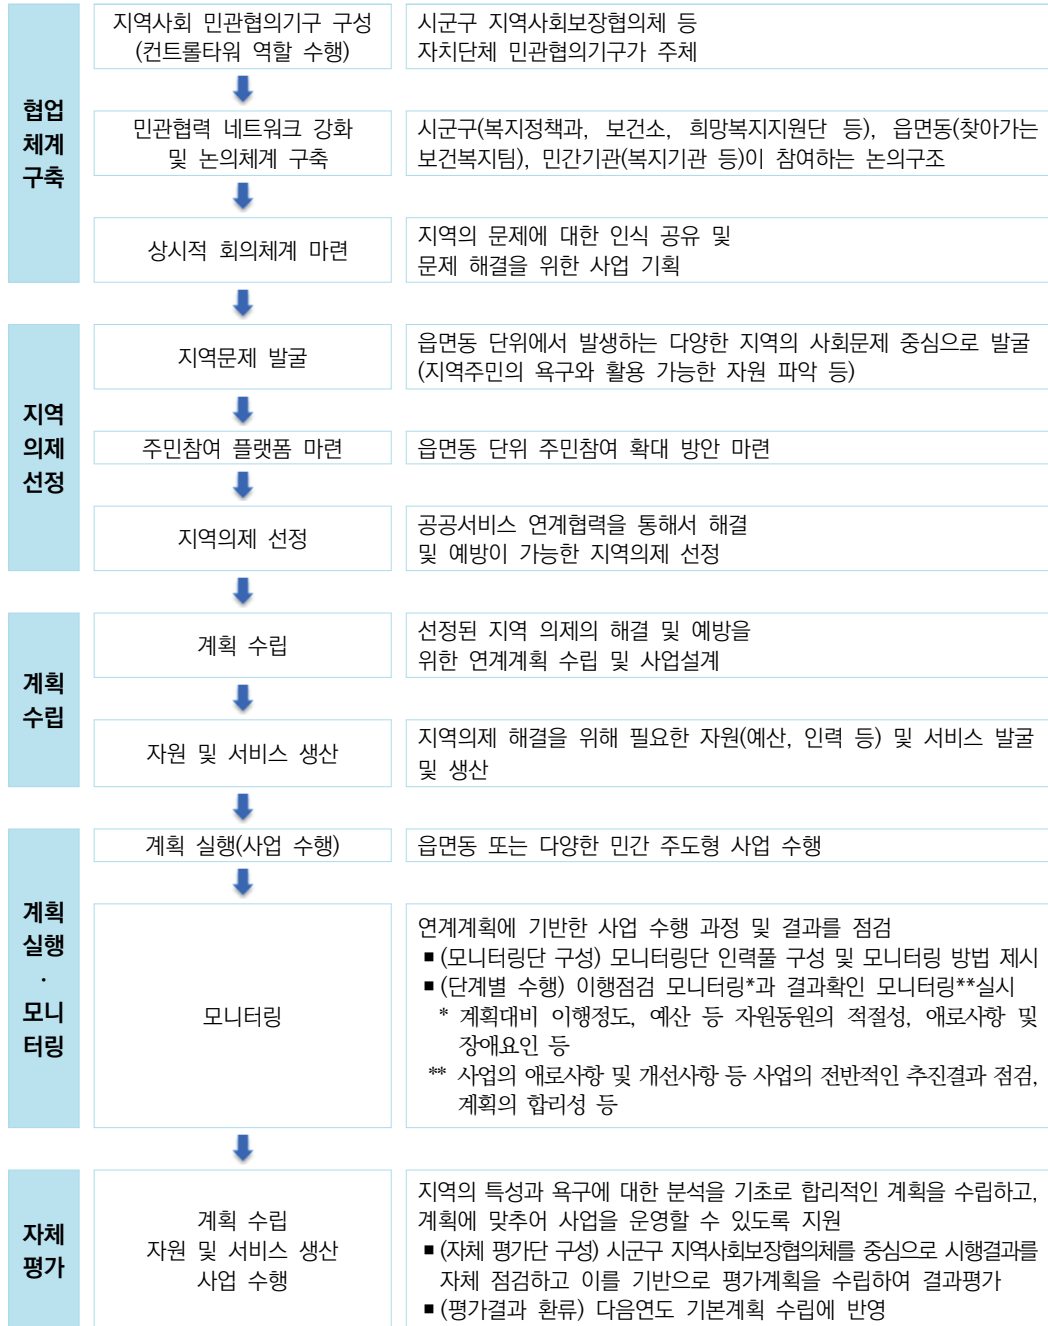 협업
체계
구축
지역사회 민관협의기구 구성
(컨트롤타워 역할 수행)
시군구 지역사회보장협의체 등
자치단체 민관협의기구가 주체
민관협력 네트워크 강화
및 논의체계 구축
시군구(복지정책과, 보건소, 희망복지지원단 등), 읍면동(찾아가는
보건복지팀), 민간기관(복지기관 등)이 참여하는 논의구조
상시적 회의체계 마련
지역의 문제에 대한 인식 공유 및
문제 해결을 위한 사업 기획
지역
의제
선정
지역문제 발굴
읍면동 단위에서 발생하는 다양한 지역의 사회문제 중심으로 발굴
(지역주민의 욕구와 활용 가능한 자원 파악 등)
주민참여 플랫폼 마련
읍면동 단위 주민참여 확대 방안 마련
지역의제 선정
공공서비스 연계협력을 통해서 해결
및 예방이 가능한 지역의제 선정
계획
수립
계획 수립
선정된 지역 의제의 해결 및 예방을
위한 연계계획 수립 및 사업설계
자원 및 서비스 생산
지역의제 해결을 위해 필요한 자원(예산, 인력 등) 및 서비스 발굴
및 생산
계획
실행
·
모니
터링
계획 실행(사업 수행)
읍면동 또는 다양한 민간 주도형 사업 수행
모니터링
연계계획에 기반한 사업 수행 과정 및 결과를 점검
▪(모니터링단 구성) 모니터링단 인력풀 구성 및 모니터링 방법 제시
▪(단계별 수행) 이행점검 모니터링*과 결과확인 모니터링**실시
* 계획대비 이행정도, 예산 등 자원동원의 적절성, 애로사항 및
장애요인 등
** 사업의 애로사항 및 개선사항 등 사업의 전반적인 추진결과 점검,
계획의 합리성 등
자체
평가
계획 수립
자원 및 서비스 생산
사업 수행
지역의 특성과 욕구에 대한 분석을 기초로 합리적인 계획을 수립하고,
계획에 맞추어 사업을 운영할 수 있도록 지원
▪(자체 평가단 구성) 시군구 지역사회보장협의체를 중심으로 시행결과를
자체 점검하고 이를 기반으로 평가계획을 수립하여 결과평가
▪(평가결과 환류) 다음연도 기본계획 수립에 반영